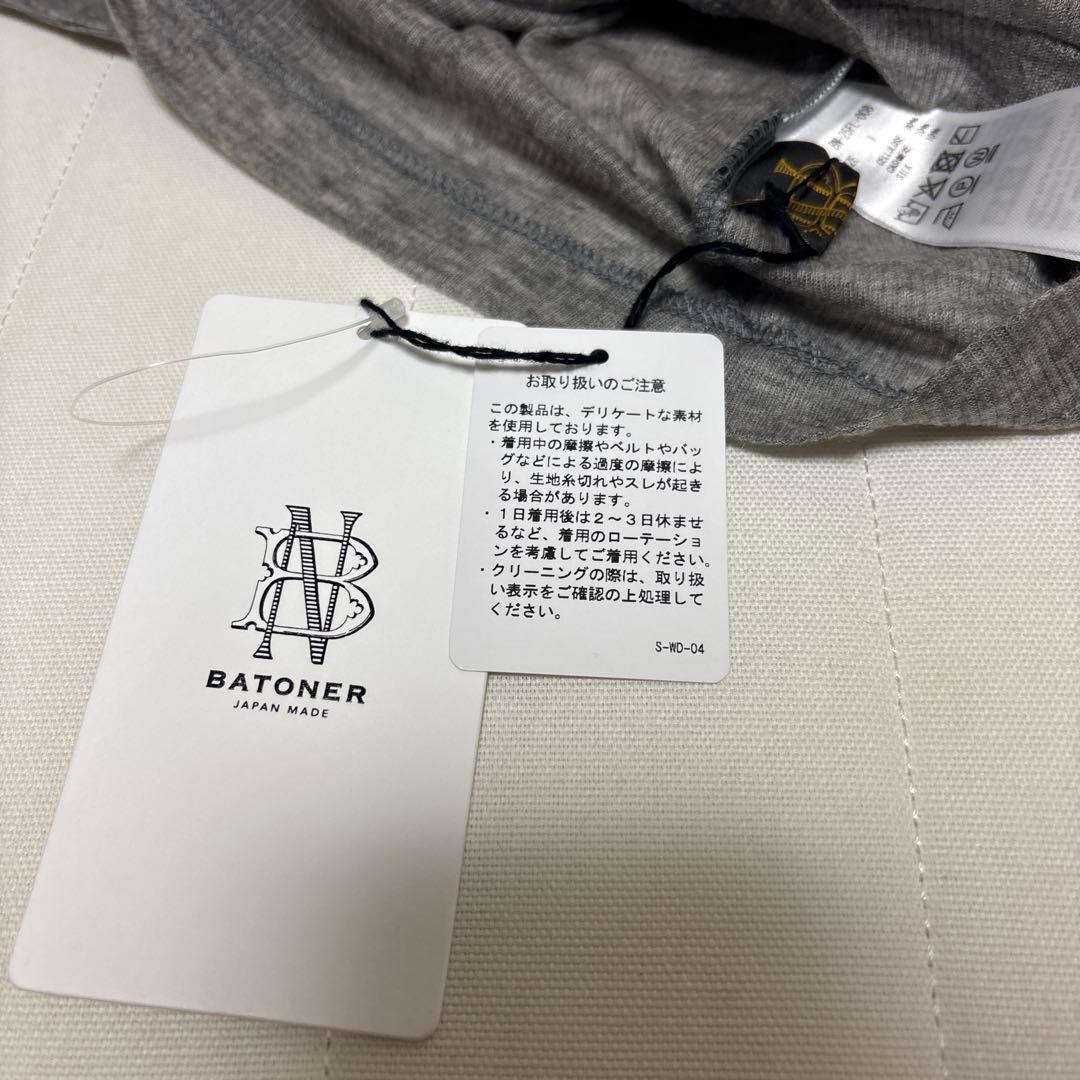 BATONER
JAPAN MADE
お取り扱いのご注意
この製品は、デリケートな素材
を使用しております。
・着用中の摩擦やベルトやバッ
グなどによる過度の摩擦によ
り、生地糸切れやスレが起き
る場合があります。
・１日着用後は２～３日休ませ
るなど、着用のローテーショ
ンを考慮してご着用ください。
・クリーニングの際は、取り扱
い表示をご確認の上処理して
ください。
S-WD-04
CELLULOSE
CASHMERE
SILK